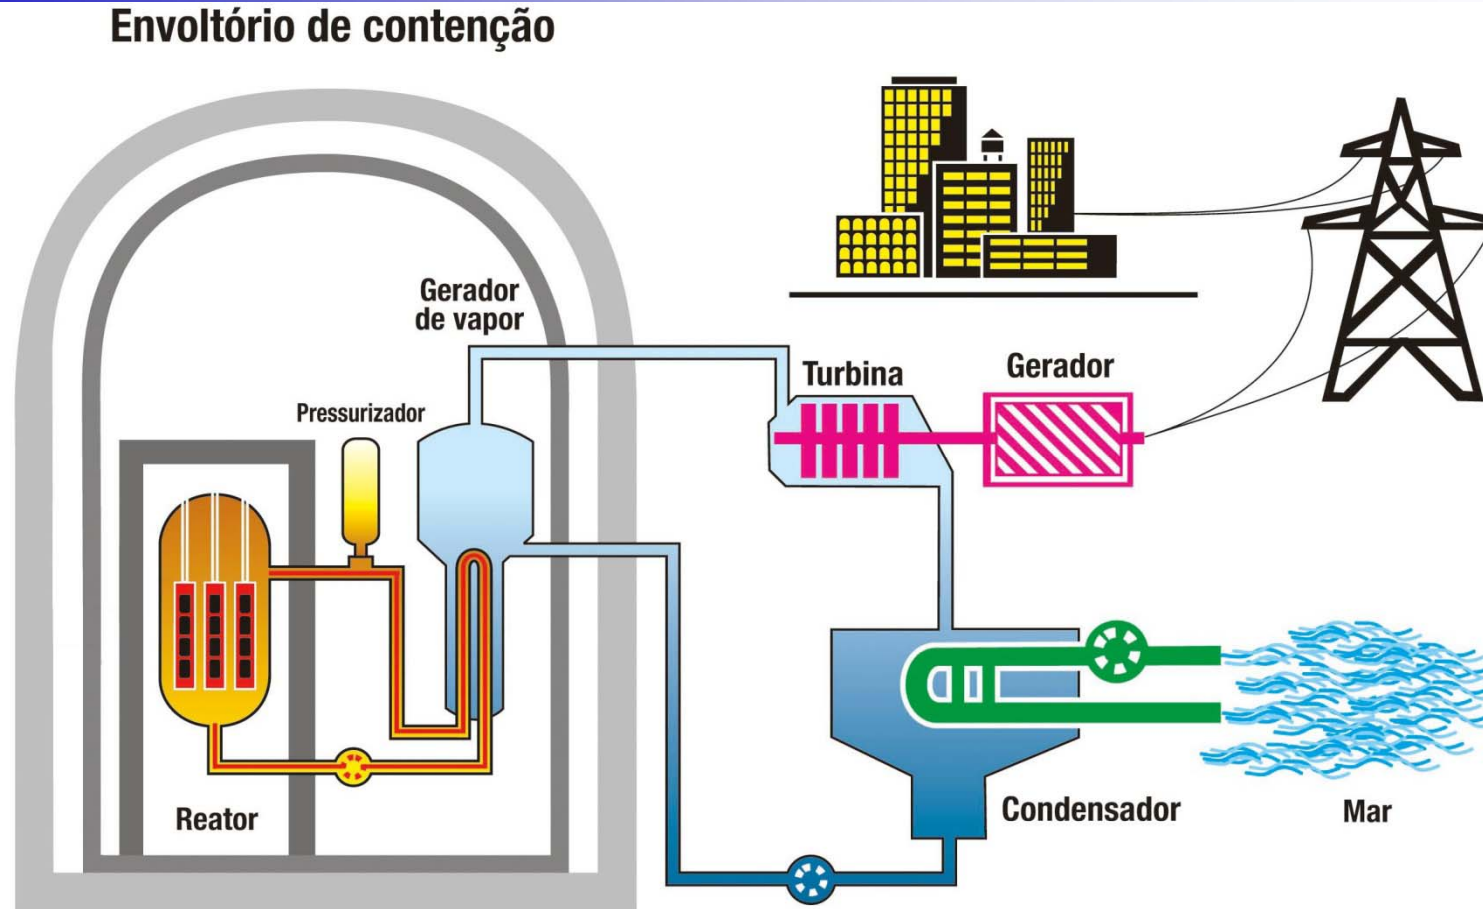 Envoltório de contenção
Gerador
de vapor
Pressurizador
Turbina
Gerador
Reator
Condensador
Mar